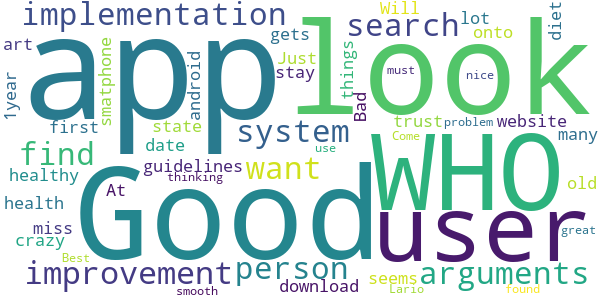 implementation
app
look
Will
search
lot
onto
diet
art
gets
Just
stay
things
must
nice
1year
smatphone
android
Bad
first
state
date
system
trust
website
Come
problem
use
many
find
guidelines
want
WHO
healthy
thinking
At
Good
old
health
user
miss
crazy
great
Best
improvement
person
seems
arguments
smooth
download
Lario
found